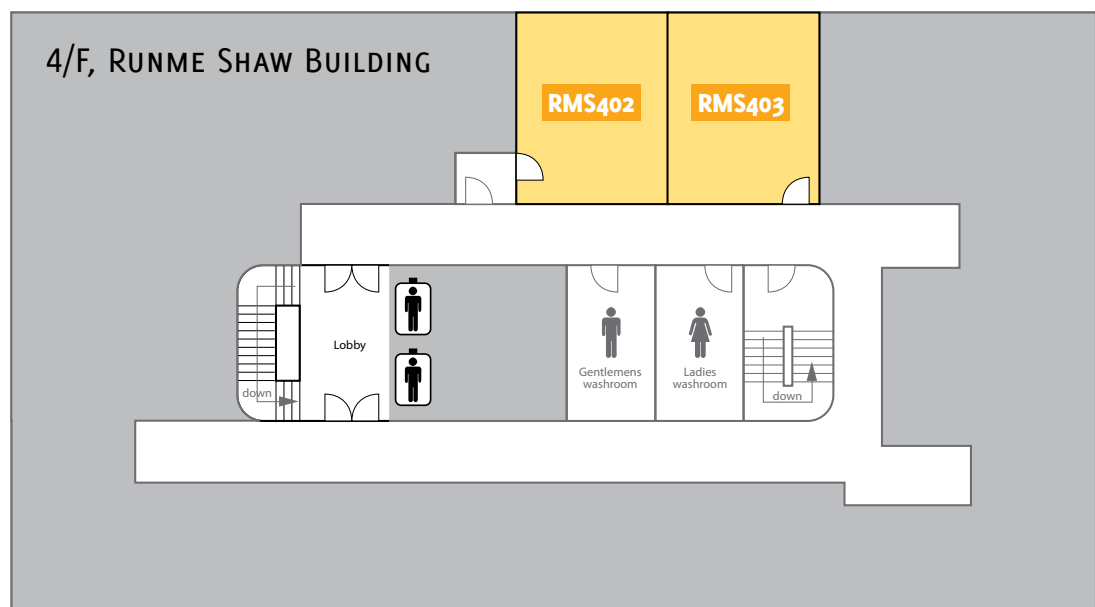 4/F, Runme Shaw Building
RMS402
RMS403
Lobby
Gentlemens
washroom
Ladies
washroom
down
down